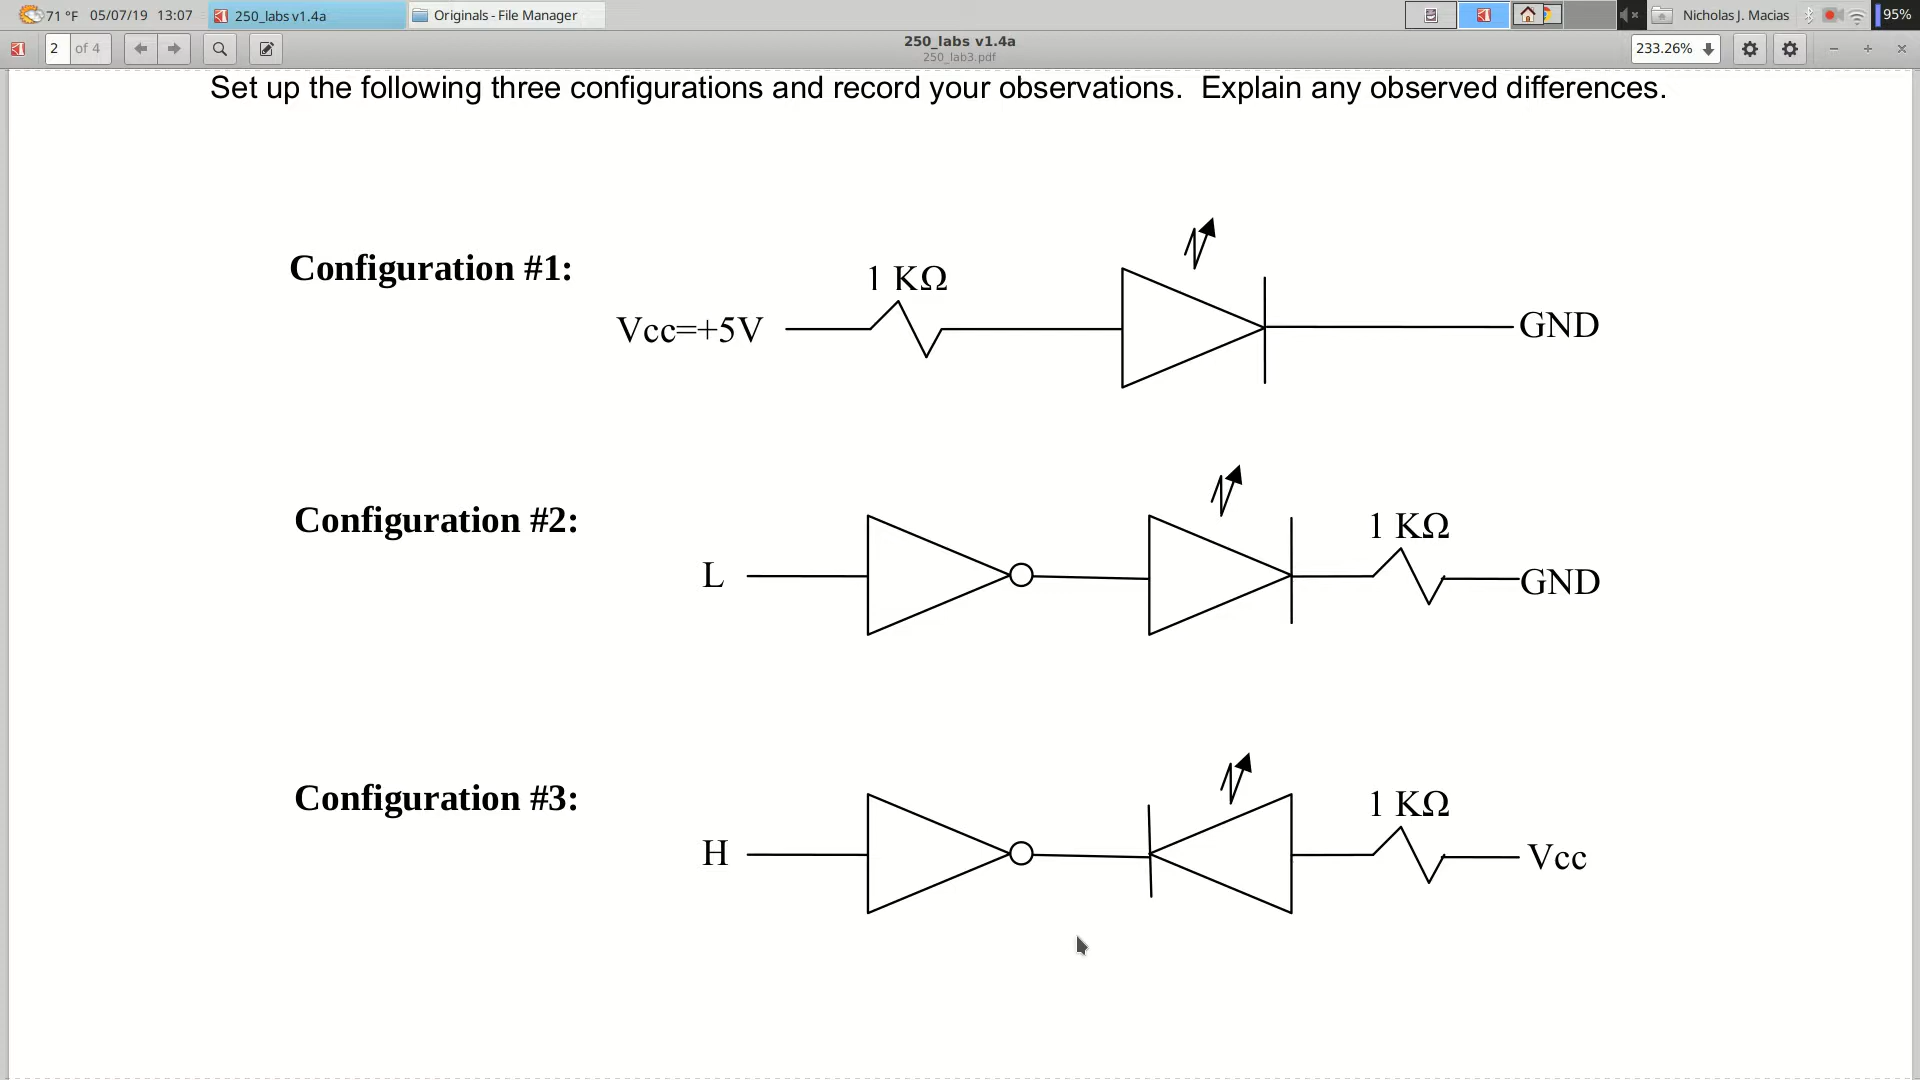 71 °F 05/07/19 13:07 250_labs v1.4a Originals - File Manager Nicholas J. Macias 95%
2 of 4 250_labs v1.4a 233.26%
250_lab3.pdf
Set up the following three configurations and record your observations. Explain any observed differences.
Configuration #1:
1 KΩ
Vcc=+5V GND
Configuration #2:
1 KΩ
L GND
Configuration #3:
1 KΩ
H Vcc